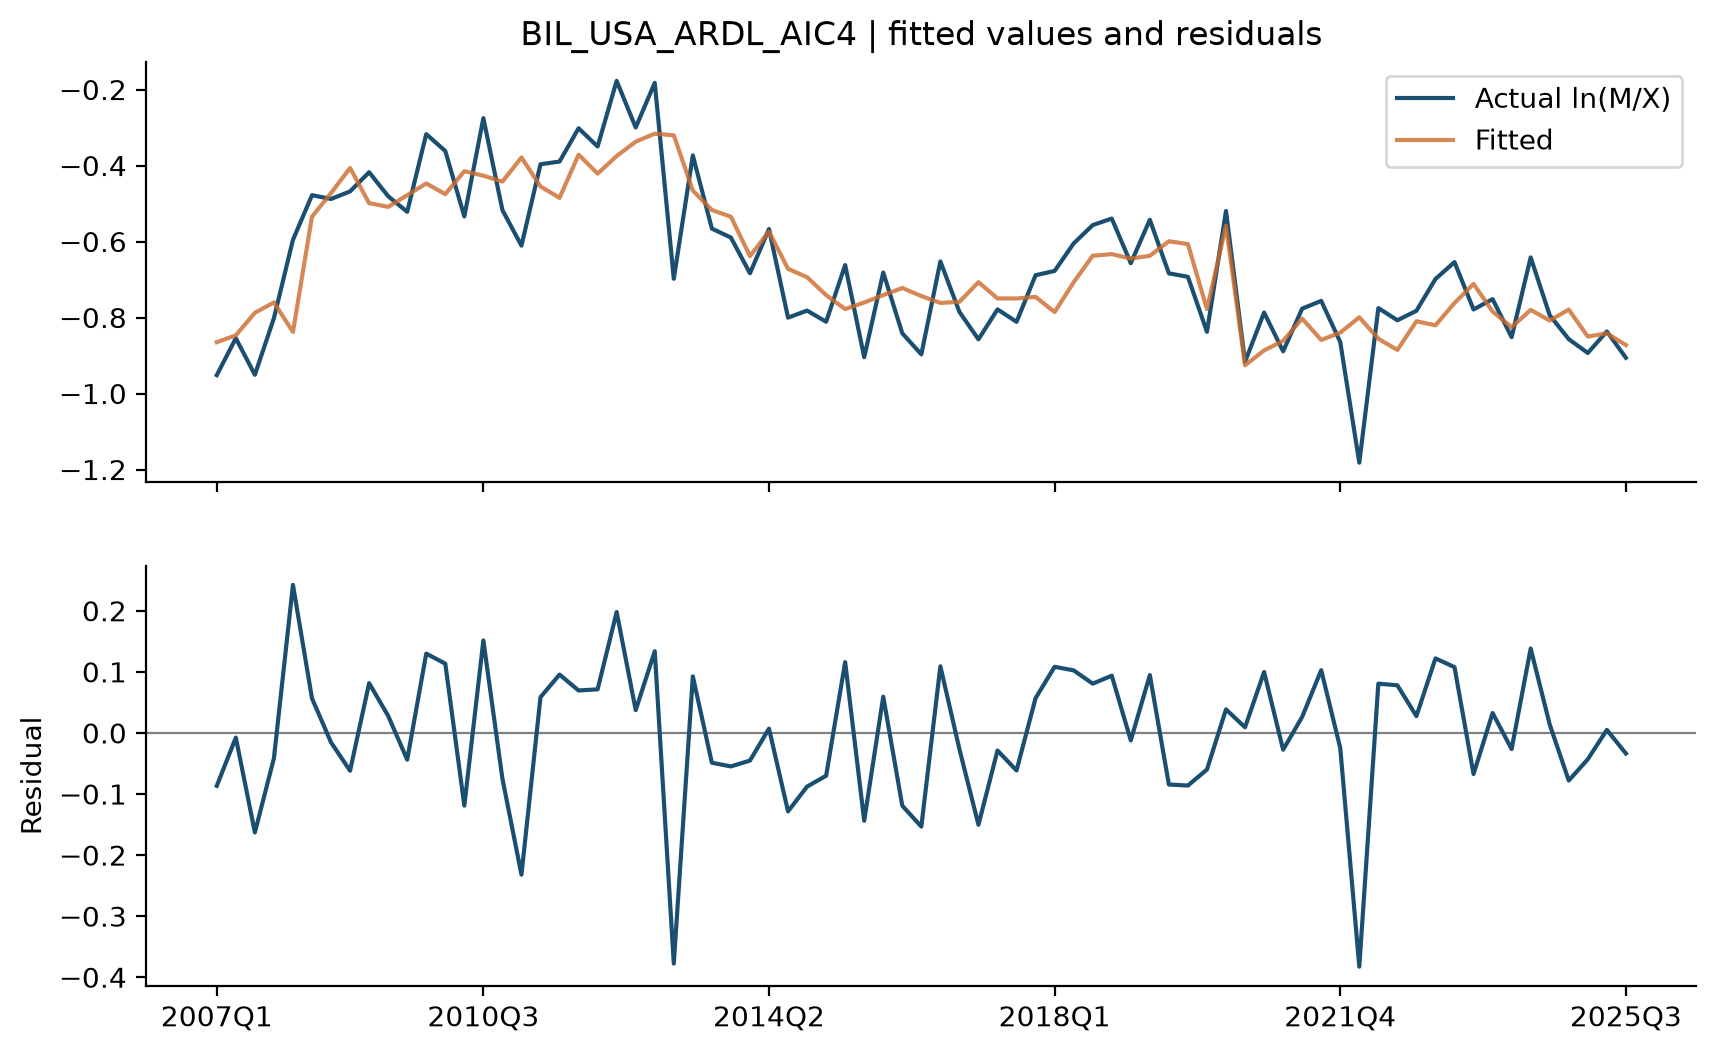 BIL_USA_ARDL_AIC4 | fitted values and residuals
Actual ln(M/X)
Fitted
−0.2
−0.4
−0.6
−0.8
−1.0
−1.2
Residual
0.2
0.1
0.0
−0.1
−0.2
−0.3
−0.4
2007Q1 2010Q3 2014Q2 2018Q1 2021Q4 2025Q3